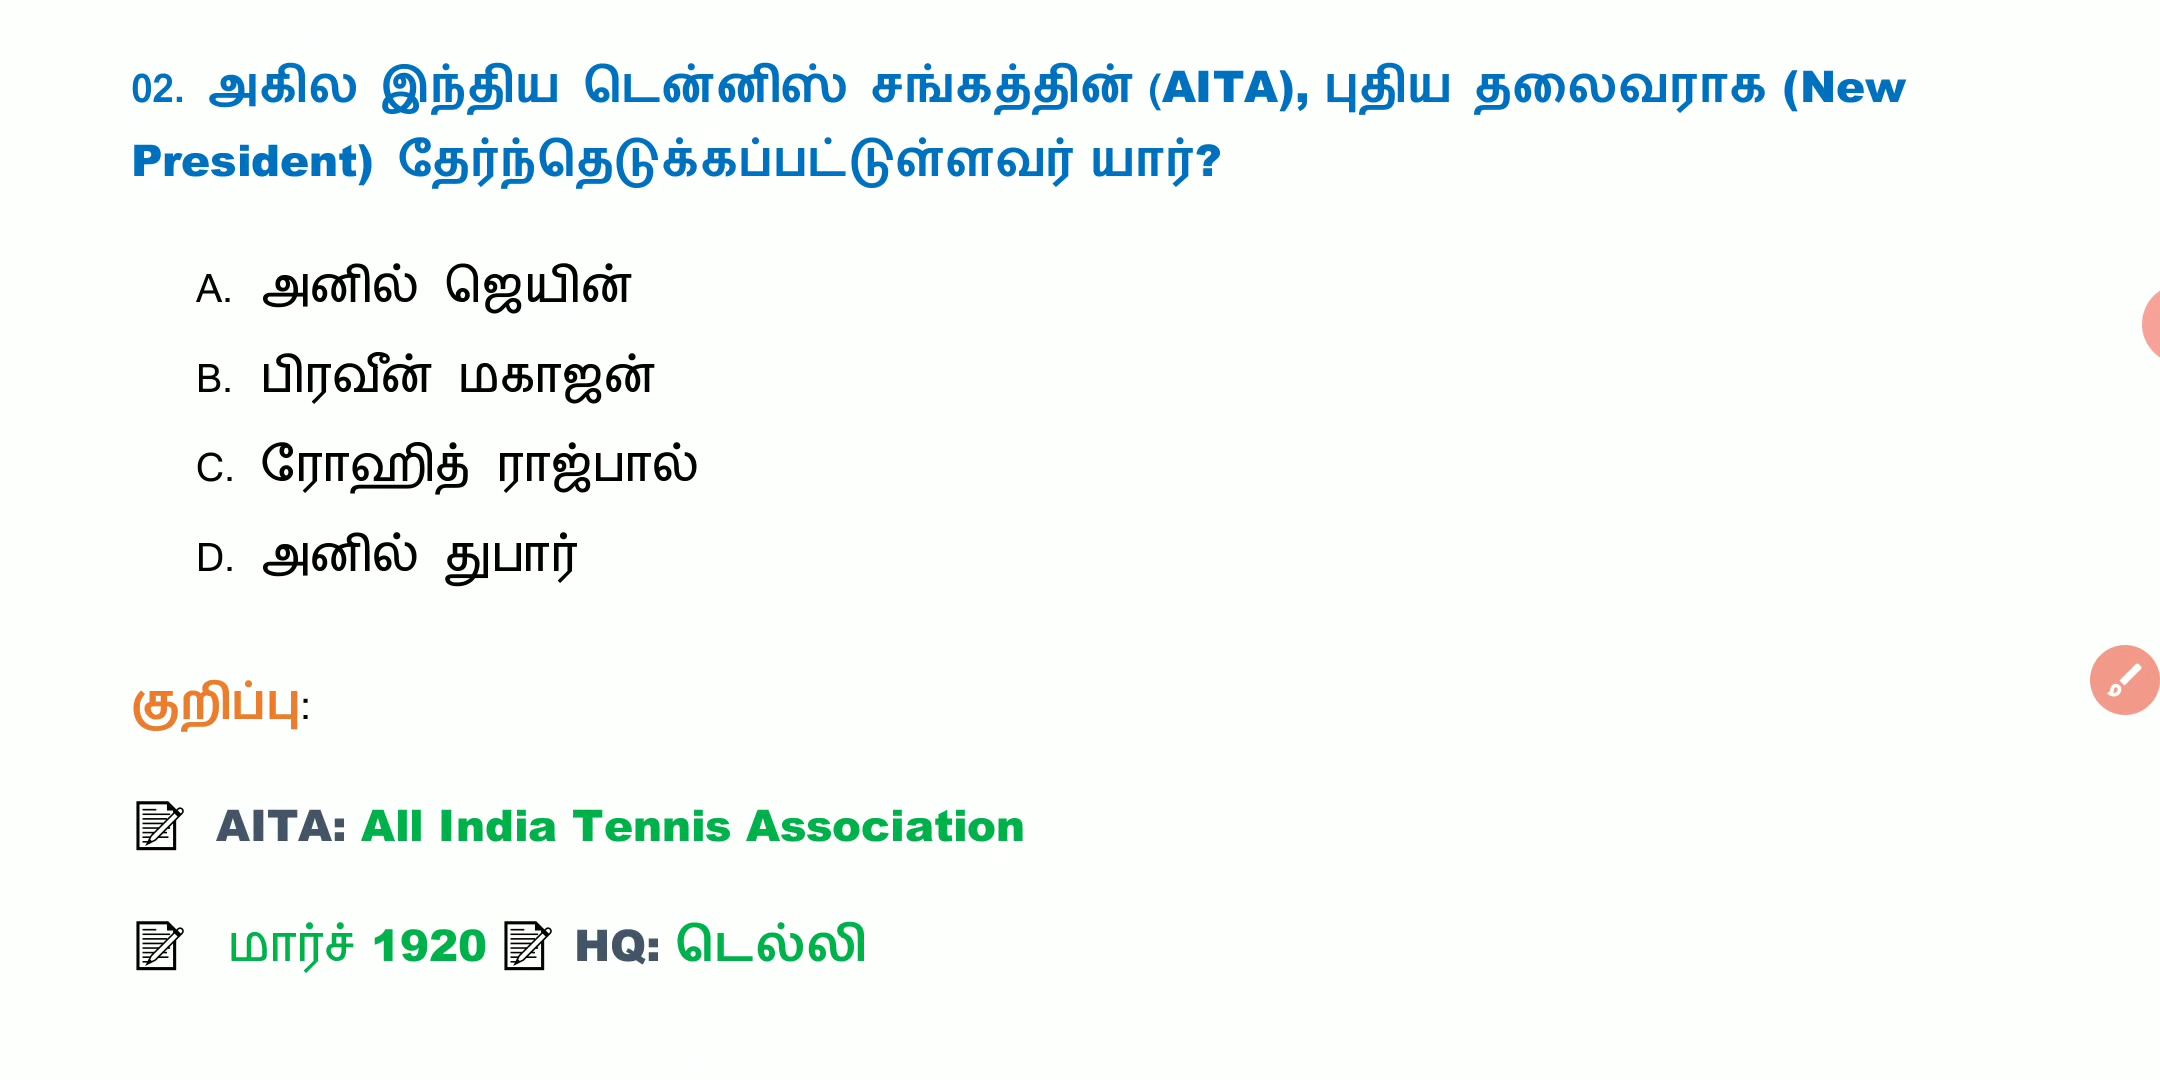 02. அகில இந்திய டென்னிஸ் சங்கத்தின் (AITA), புதிய தலைவராக (New
President) தேர்ந்தெடுக்கப்பட்டுள்ளவர் யார்?
A. அனில் ஜெயின்
B. பிரவீன் மகாஜன்
C. ரோஹித் ராஜ்பால்
D. அனில் துபார்
குறிப்பு:
AITA: All India Tennis Association
மார்ச் 1920 HQ: டெல்லி